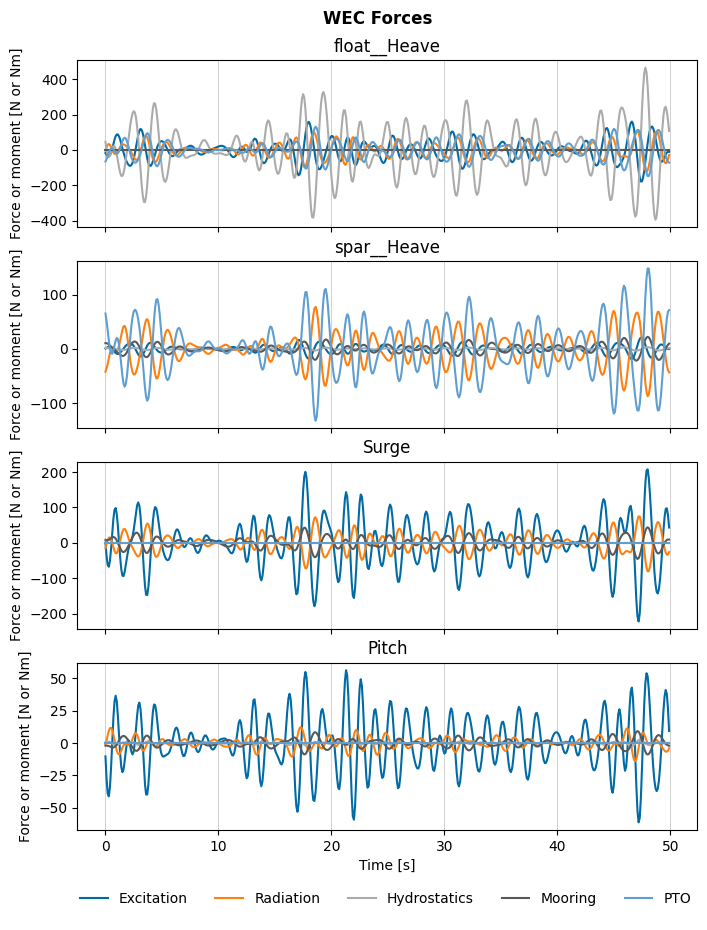 WEC Forces
float__Heave
Force or moment [N or Nm]
400
200
0
−200
−400
spar__Heave
Force or moment [N or Nm]
100
0
−100
Surge
Force or moment [N or Nm]
200
100
0
−100
−200
Pitch
Force or moment [N or Nm]
50
25
0
−25
−50
0 10 20 30 40 50
Time [s]
Excitation Radiation Hydrostatics Mooring PTO